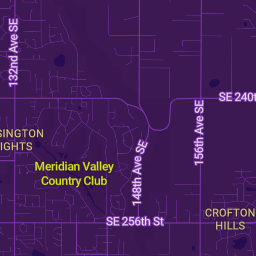 132nd Ave SE
SE 240t
SINGTON
IGHTS
156th Ave SE
148th Ave SE
Meridian Valley
Country Club
SE 256th St
CROFTON
HILLS